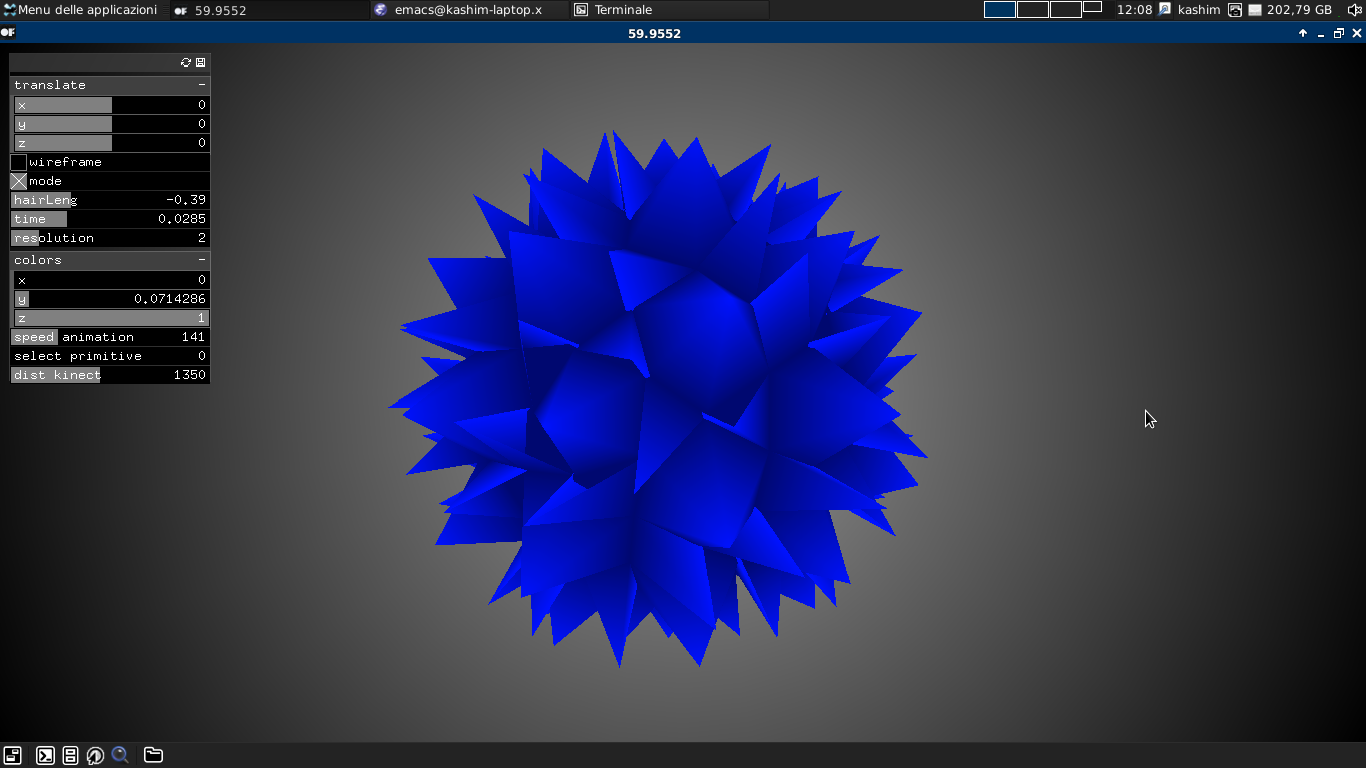 Menu delle applicazioni OF 59.9552 emacs@kashim-laptop.x Terminale 12:08 kashim 202,79 GB
OF 59.9552
translate
x 0
y 0
z 0
wireframe
mode
hairLeng -0.39
time 0.0285
resolution 2
colors
x 0
y 0.0714286
z 1
speed animation 141
select primitive 0
dist kinect 1350